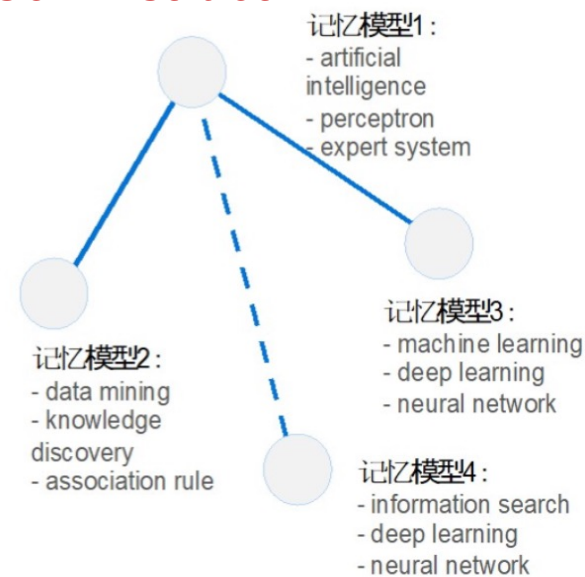 记忆模型1：
- artificial
intelligence
- perceptron
- expert system
记忆模型3：
- machine learning
- deep learning
- neural network
记忆模型2：
- data mining
- knowledge
discovery
- association rule
记忆模型4：
- information search
- deep learning
- neural network